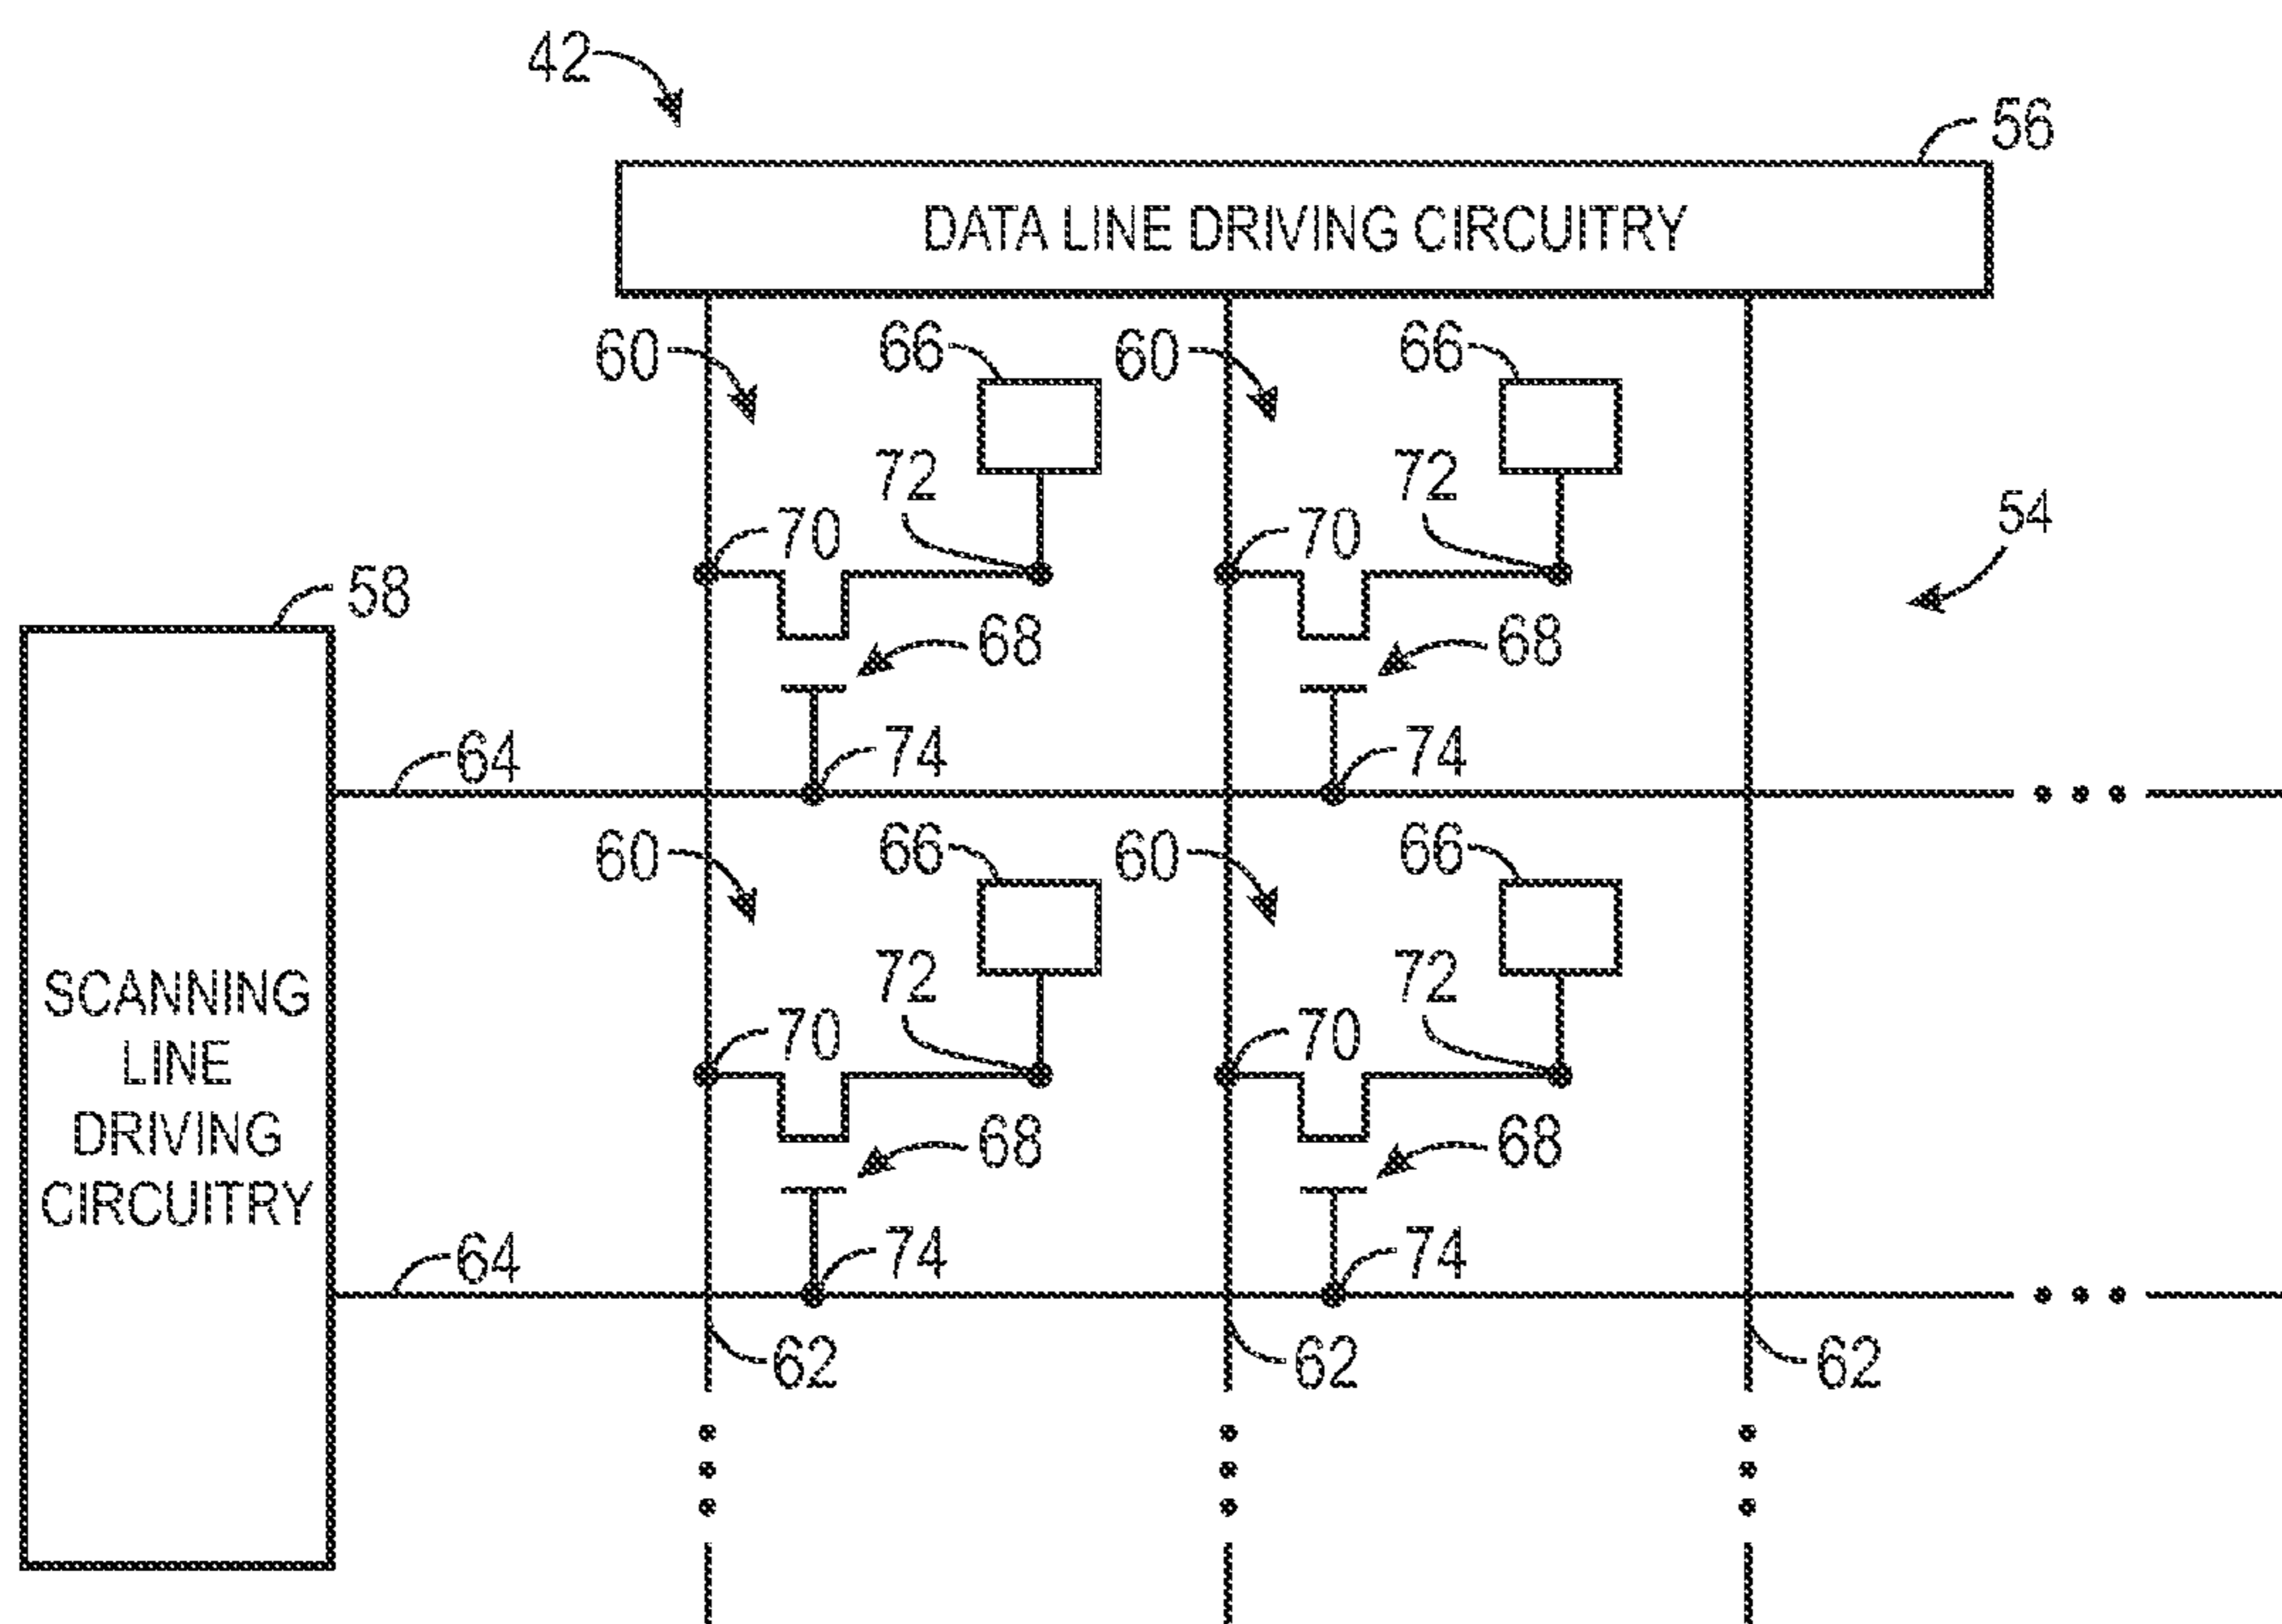 42
56
DATA LINE DRIVING CIRCUITRY
60 66 60 66
72 72
70 70
54
58
68 68
64 74 74
60 66 60 66
72 72
SCANNING
LINE
DRIVING
CIRCUITRY
70 70
68 68
64 74 74
62 62 62